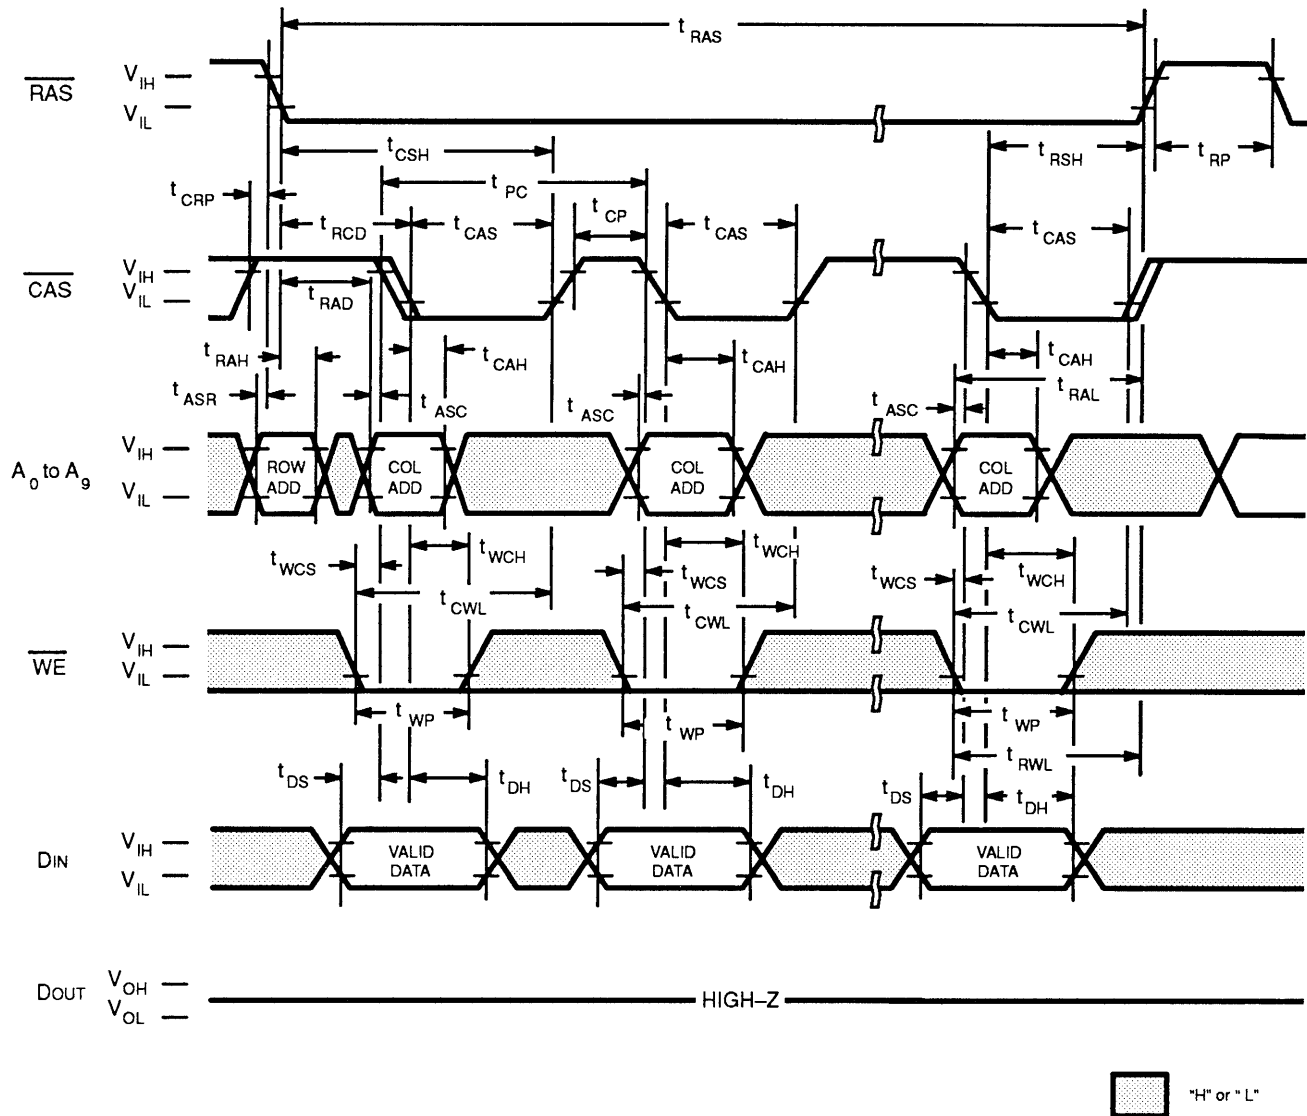 t RAS
RAS
V IH
V IL
t CSH
t RSH
t RP
t CRP
t PC
t RCD
t CAS
t CP
t CAS
t CAS
CAS
V IH
V IL
t RAD
t RAH
t CAH
t CAH
t CAH
t ASR
t ASC
t ASC
t ASC
t RAL
A 0 to A 9
V IH
V IL
ROW ADD
COL ADD
COL ADD
COL ADD
t WCS
t WCH
t WCS
t WCH
t WCS
t WCH
t CWL
t CWL
t CWL
WE
V IH
V IL
t WP
t WP
t WP
t RWL
t DS
t DH
t DS
t DH
t DS
t DH
DIN
V IH
V IL
VALID DATA
VALID DATA
VALID DATA
DOUT
V OH
V OL
HIGH–Z
"H" or " L"